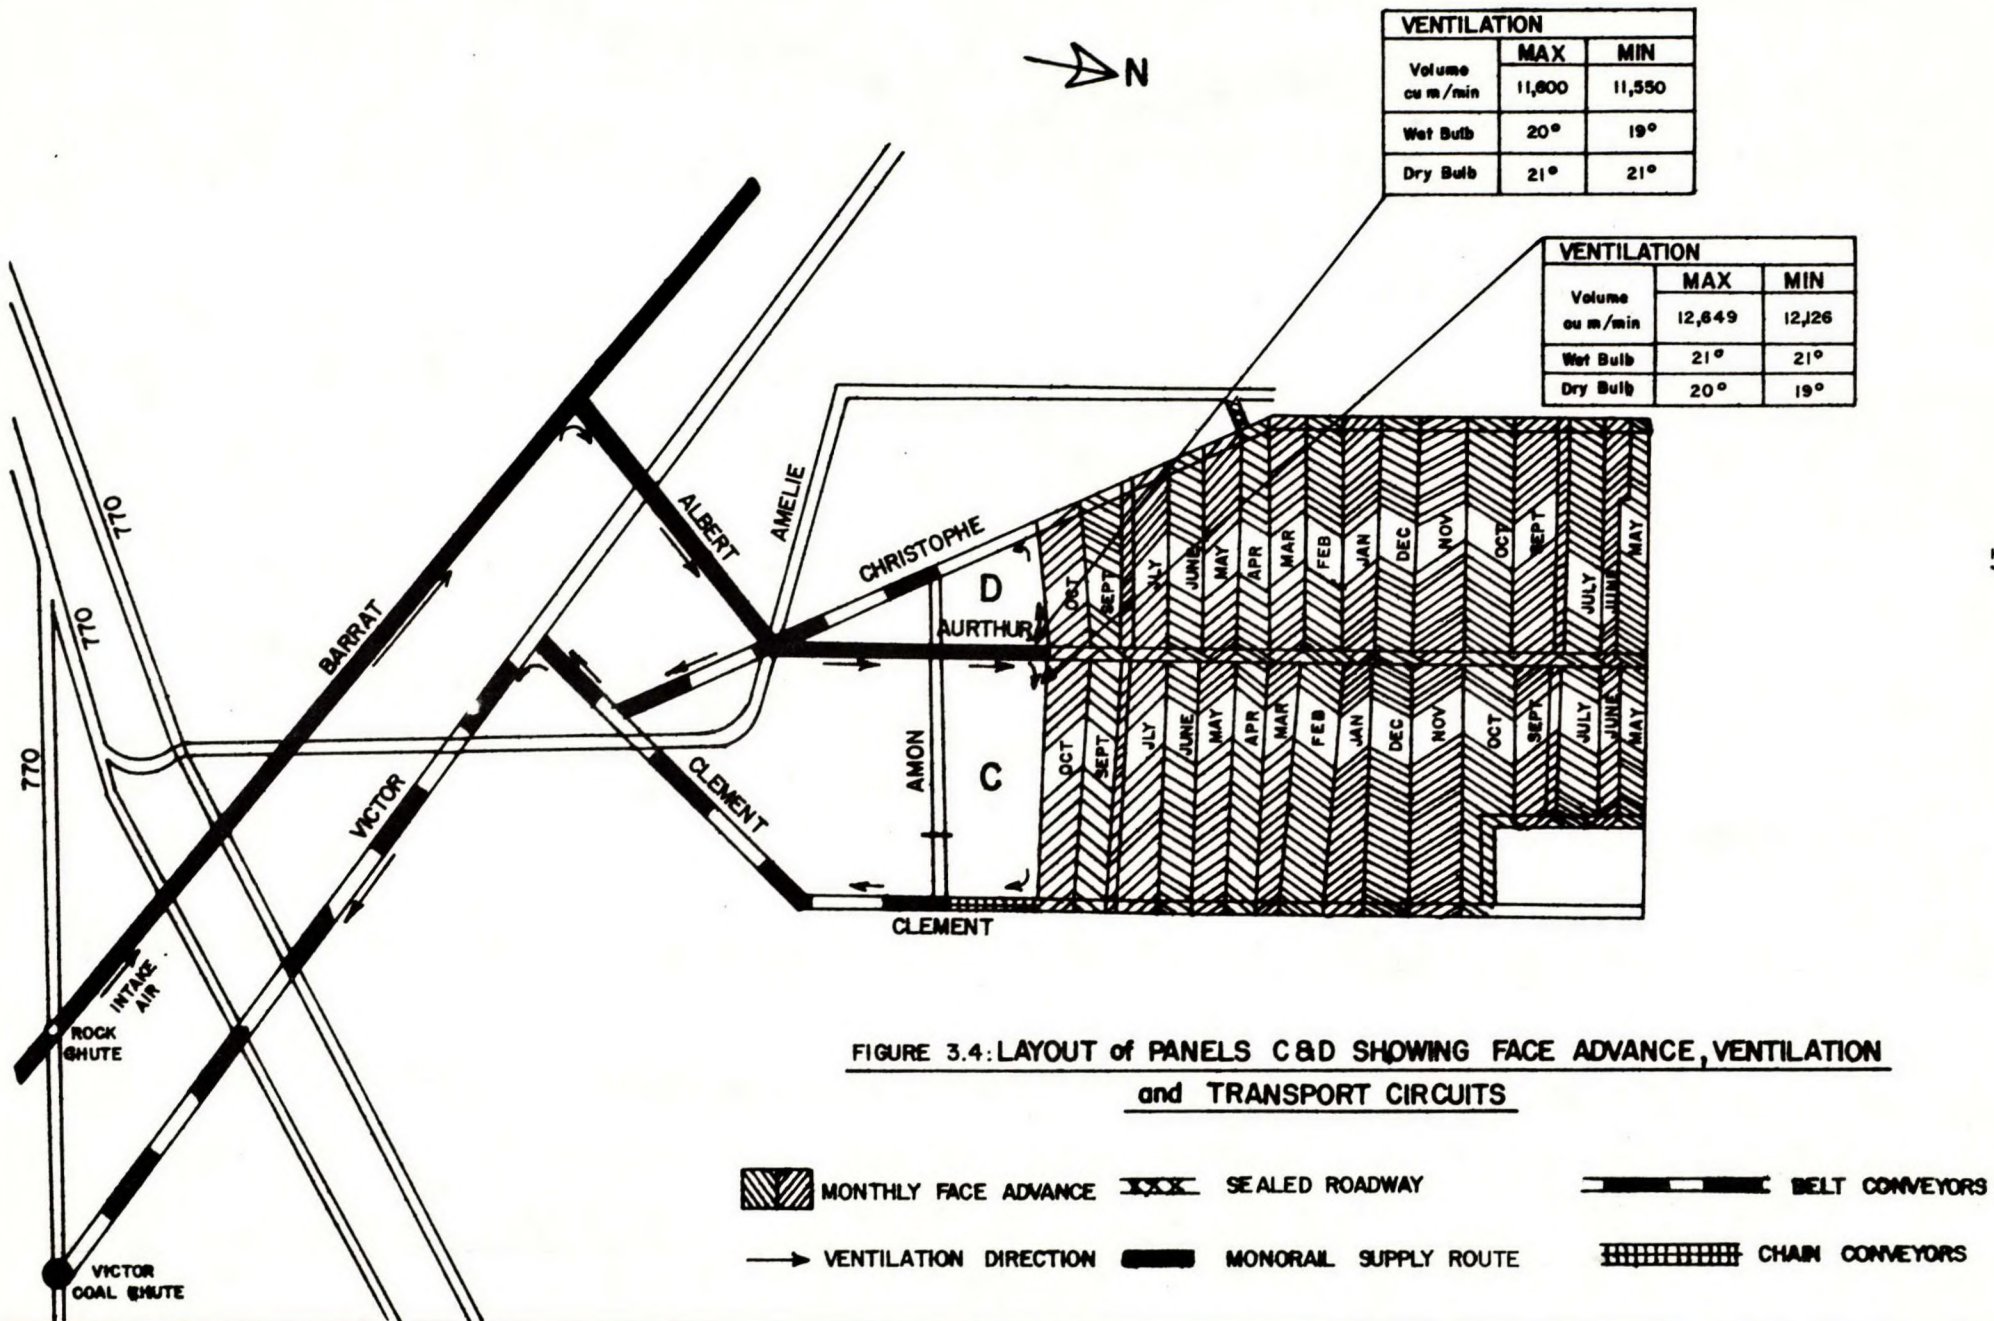 N
VENTILATION
MAX MIN
Volume
cu m/min 11,600 11,550
Wet Bulb 20° 19°
Dry Bulb 21° 21°
VENTILATION
MAX MIN
Volume
cu m/min 12,649 12,126
Wet Bulb 21° 21°
Dry Bulb 20° 19°
770
770
770
BARRAT
ALBERT
AMELIE
CHRISTOPHE
D
AURTHUR
OCT SEPT JLY JUNE MAY APR MAR FEB JAN DEC NOV OCT SEPT JULY JUNE MAY
OCT SEPT JLY JUNE MAY APR MAR FEB JAN DEC NOV OCT SEPT JULY JUNE MAY
AMON
C
VICTOR
CLEMENT
CLEMENT
INTAKE
AIR
ROCK
CHUTE
VICTOR
COAL CHUTE
FIGURE 3.4: LAYOUT of PANELS C&D SHOWING FACE ADVANCE, VENTILATION
and TRANSPORT CIRCUITS
MONTHLY FACE ADVANCE SEALED ROADWAY BELT CONVEYORS
VENTILATION DIRECTION MONORAIL SUPPLY ROUTE CHAIN CONVEYORS